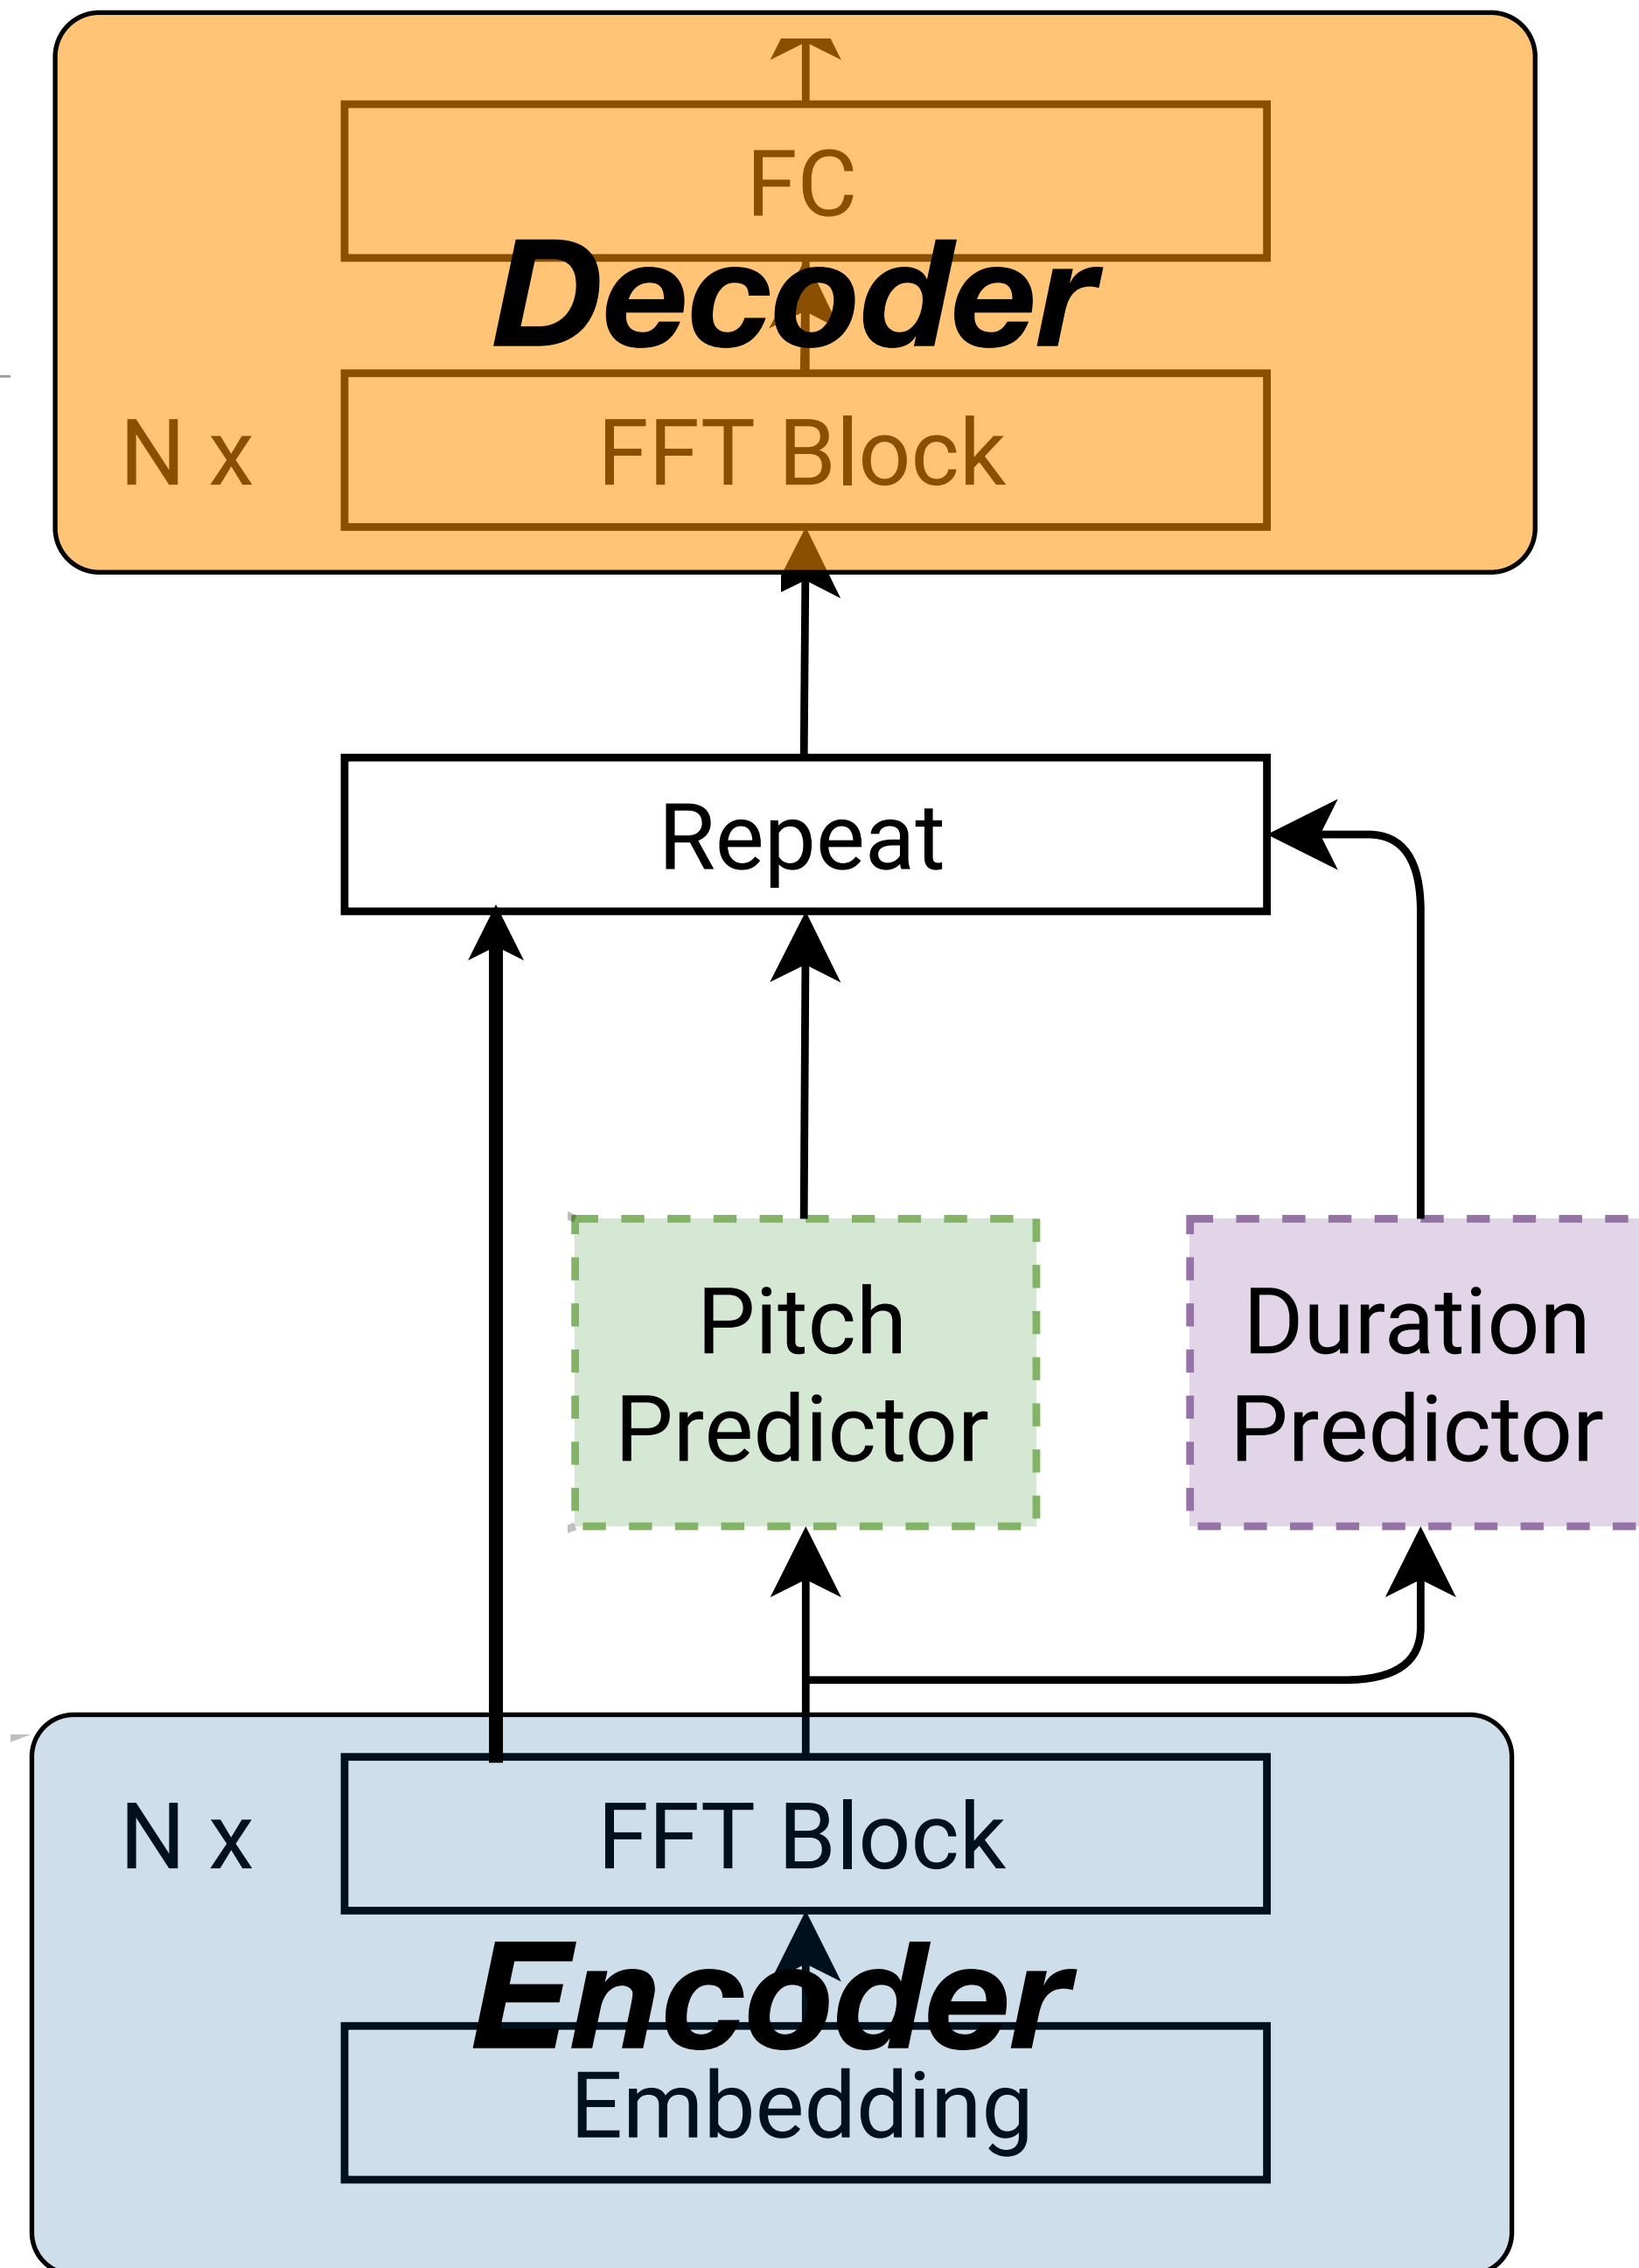 FC
Decoder
N x FFT Block
Repeat
Pitch
Predictor
Duration
Predictor
N x FFT Block
Encoder
Embedding